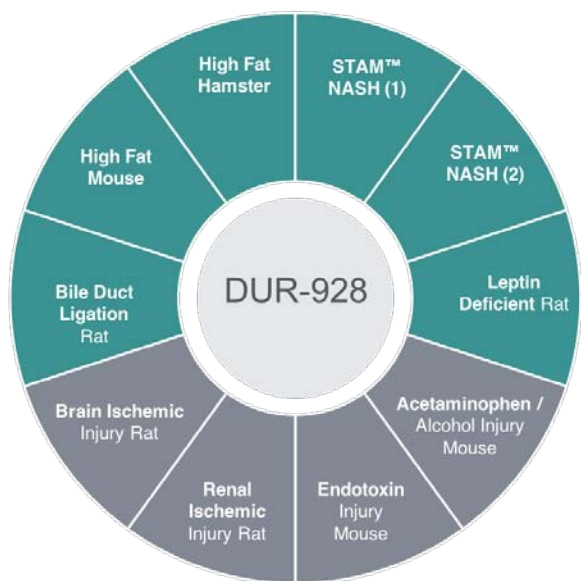 High Fat
Hamster
STAM™
NASH (1)
STAM™
NASH (2)
Leptin
Deficient Rat
Acetaminophen /
Alcohol Injury
Mouse
Endotoxin
Injury
Mouse
Renal
Ischemic
Injury Rat
Brain Ischemic
Injury Rat
Bile Duct
Ligation
Rat
High Fat
Mouse
DUR-928